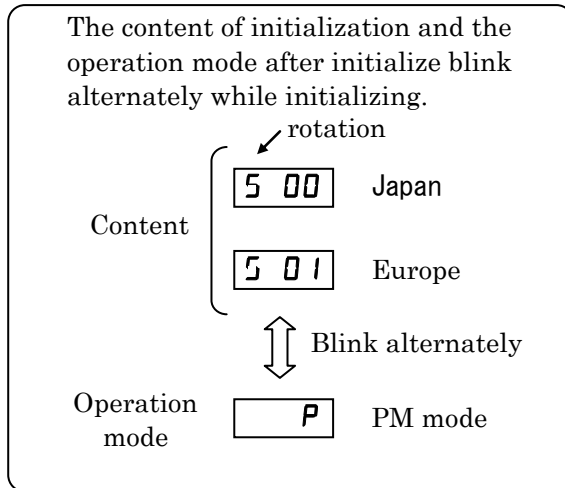 The content of initialization and the
operation mode after initialize blink
alternately while initializing.
rotation
5 00 Japan
Content
5 01 Europe
Blink alternately
Operation
mode
P PM mode